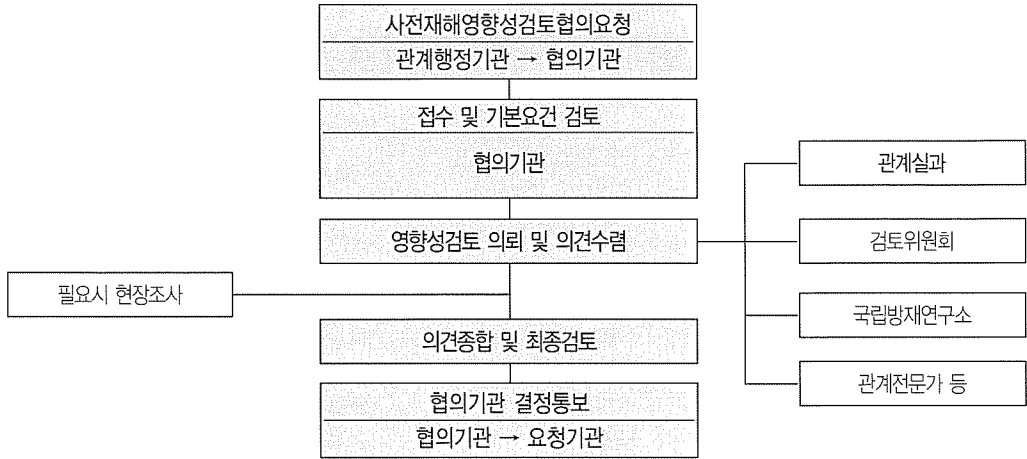 사전재해영향성검토협의요청
관계행정기관 → 협의기관
접수 및 기본요건 검토
협의기관
영향성검토 의뢰 및 의견수렴
관계실과
검토위원회
국립방재연구소
관계전문가 등
필요시 현장조사
의견종합 및 최종검토
협의기관 결정통보
협의기관 → 요청기관